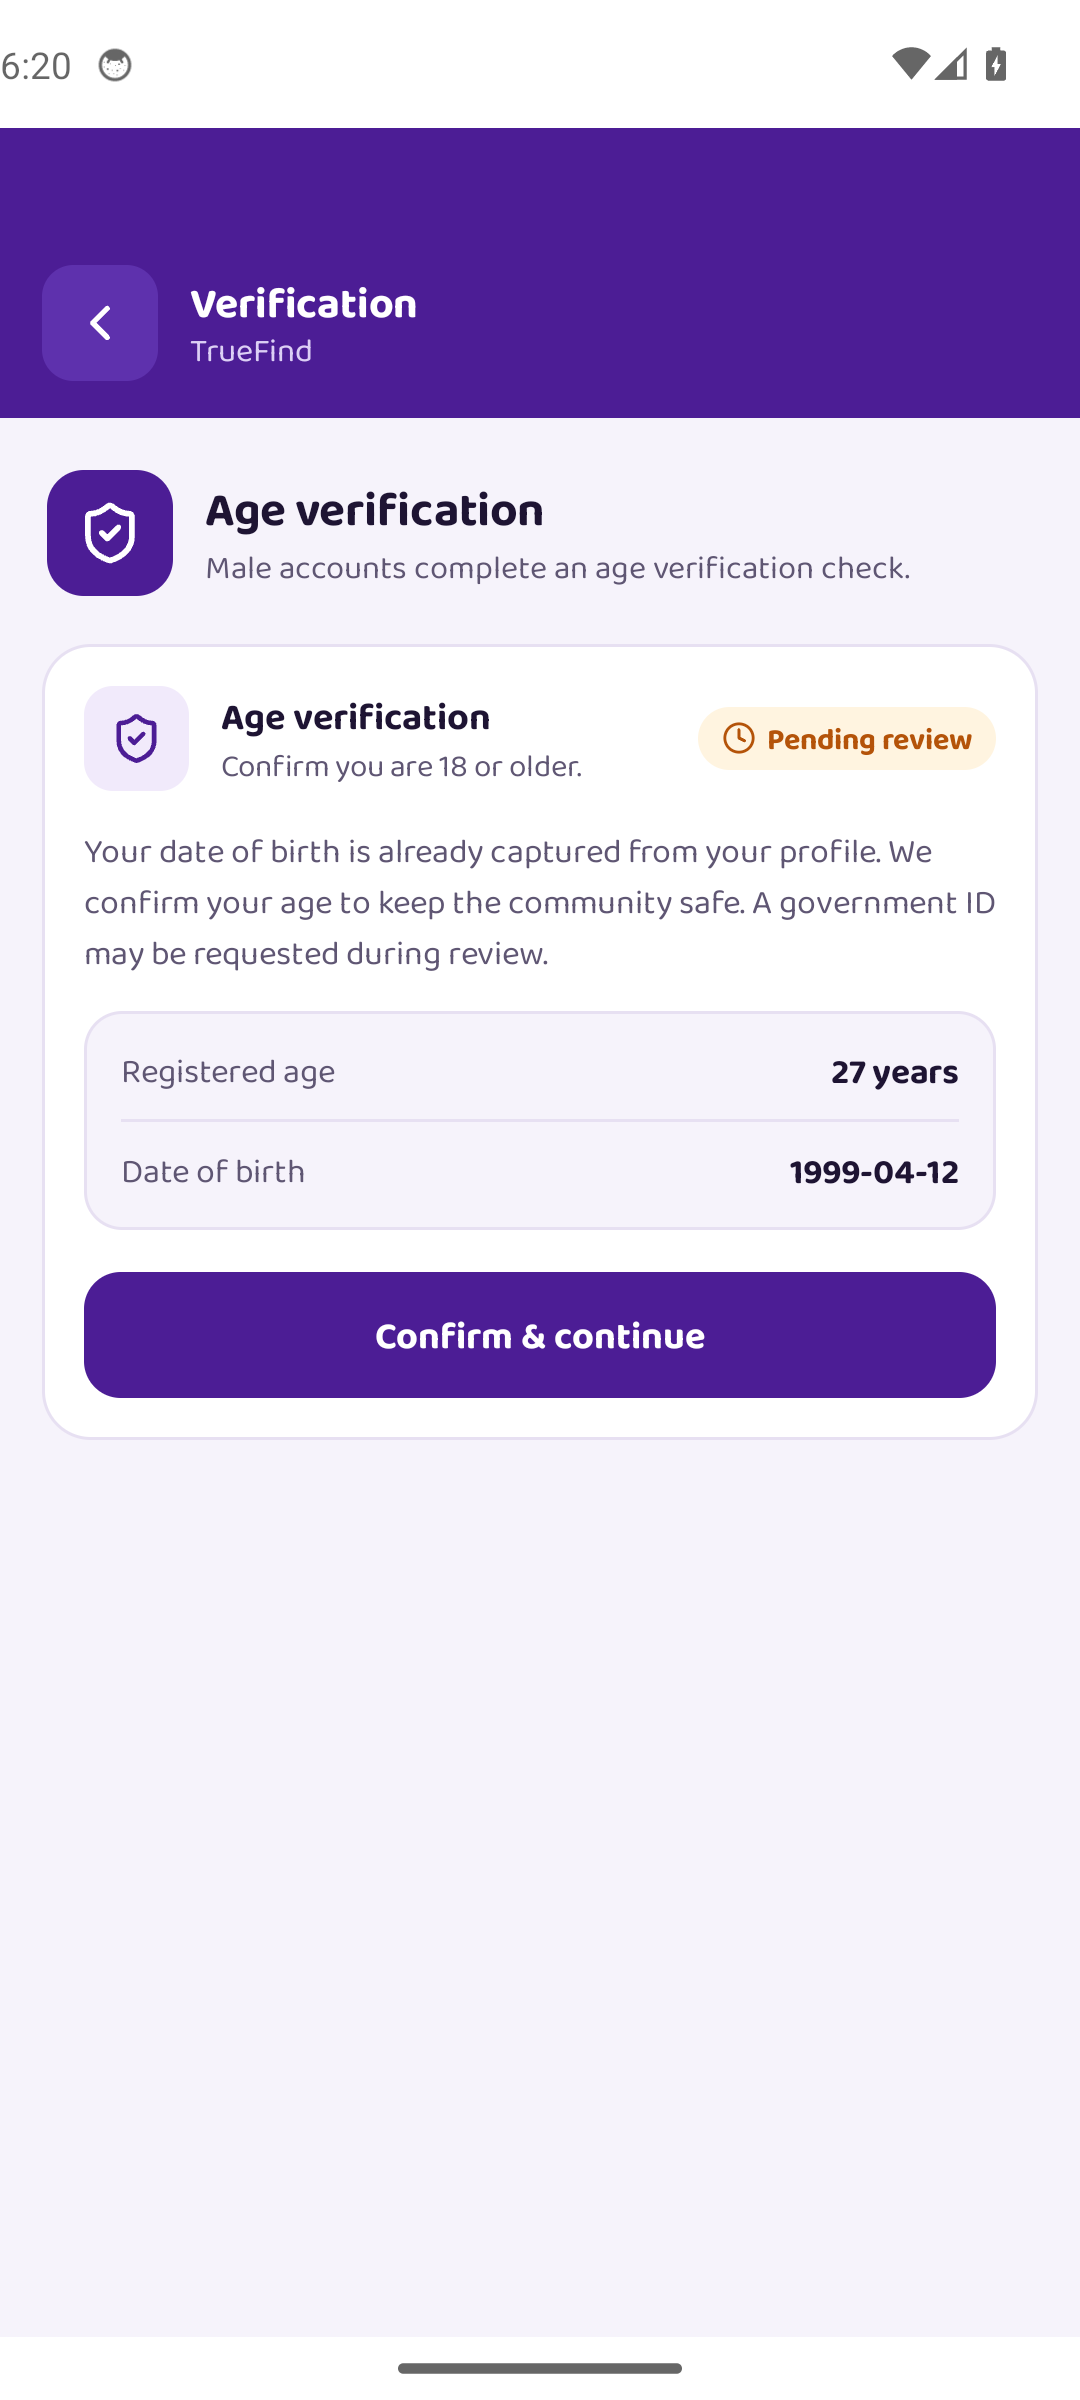 6:20
Verification
TrueFind
Age verification
Male accounts complete an age verification check.
Age verification
Confirm you are 18 or older.
Pending review
Your date of birth is already captured from your profile. We
confirm your age to keep the community safe. A government ID
may be requested during review.
Registered age
27 years
Date of birth
1999-04-12
Confirm & continue